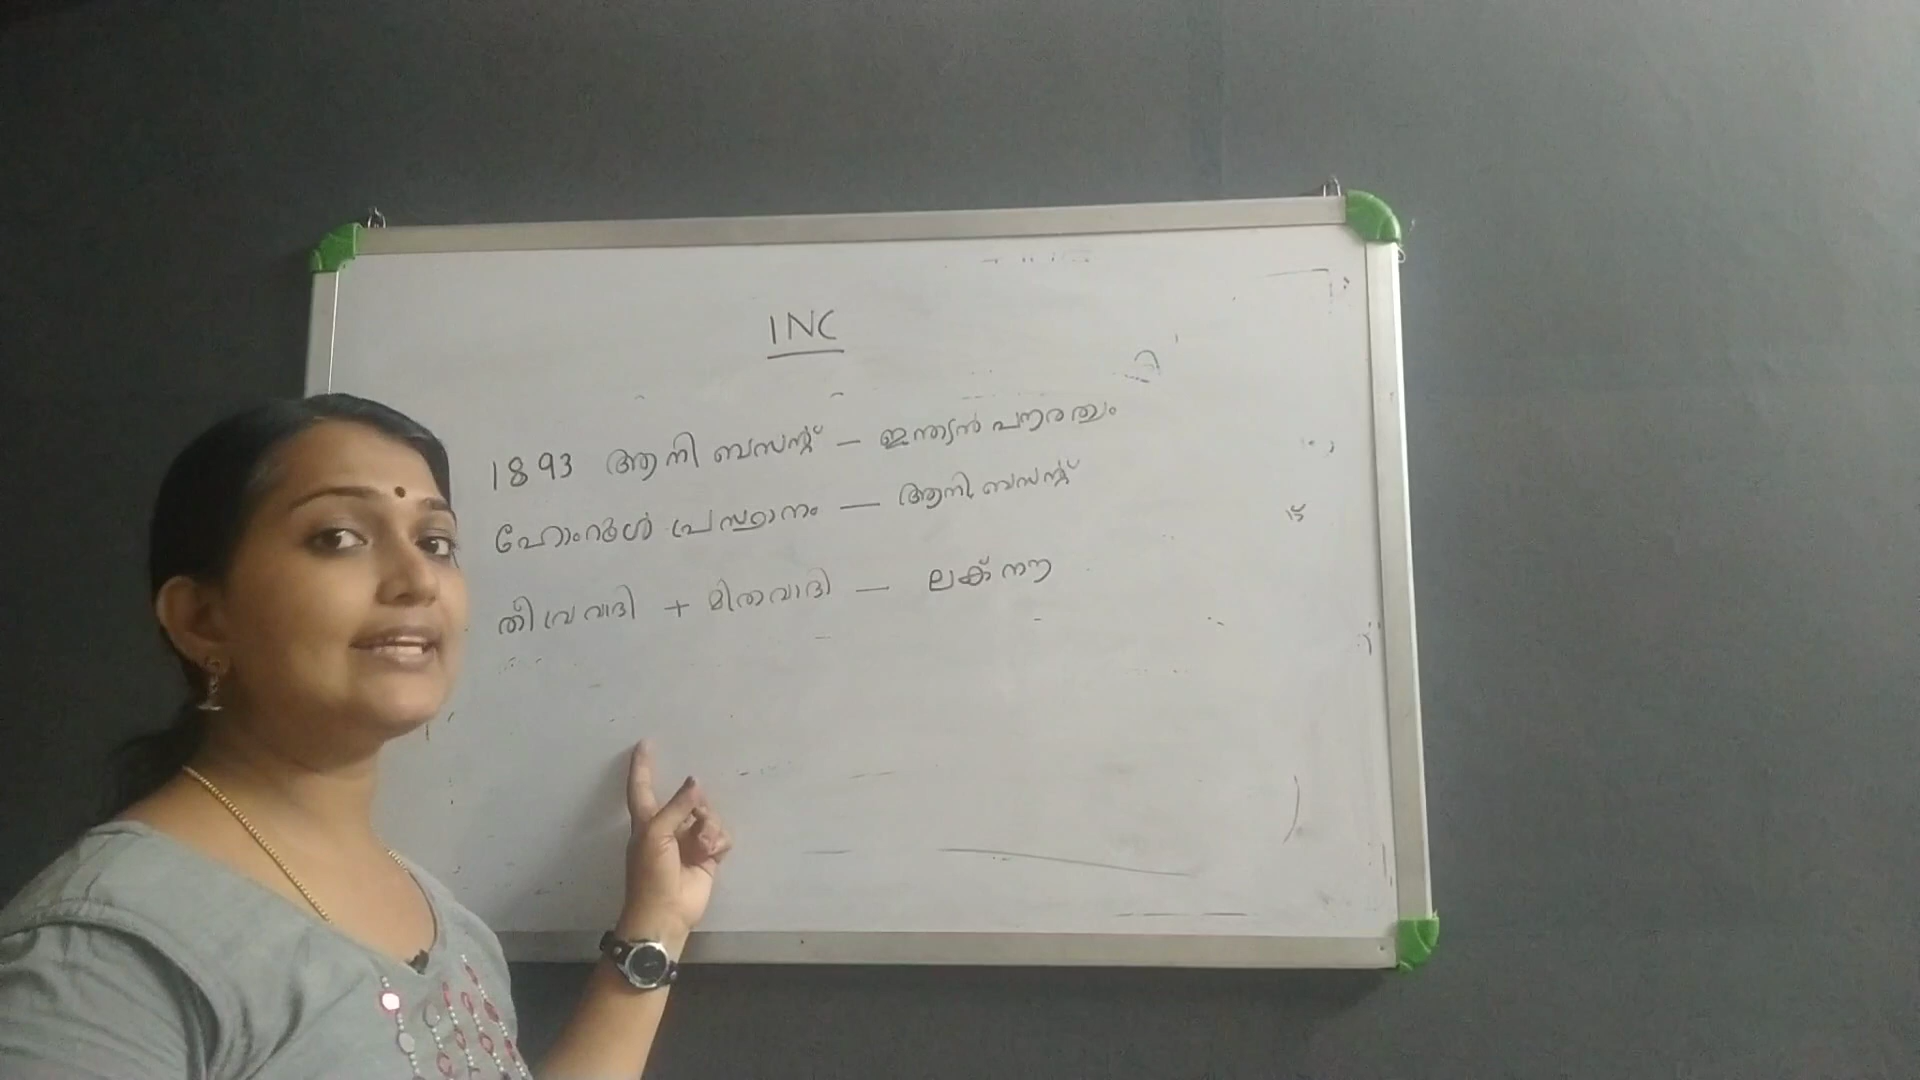 INC
1893 ആനി ബസന്റ് – ഇന്ത്യൻ പൗരത്വം
ഹോംറൂൾ പ്രസ്ഥാനം – ആനി ബസന്റ്
തീവ്രവാദി + മിതവാദി – ലക്നൗ